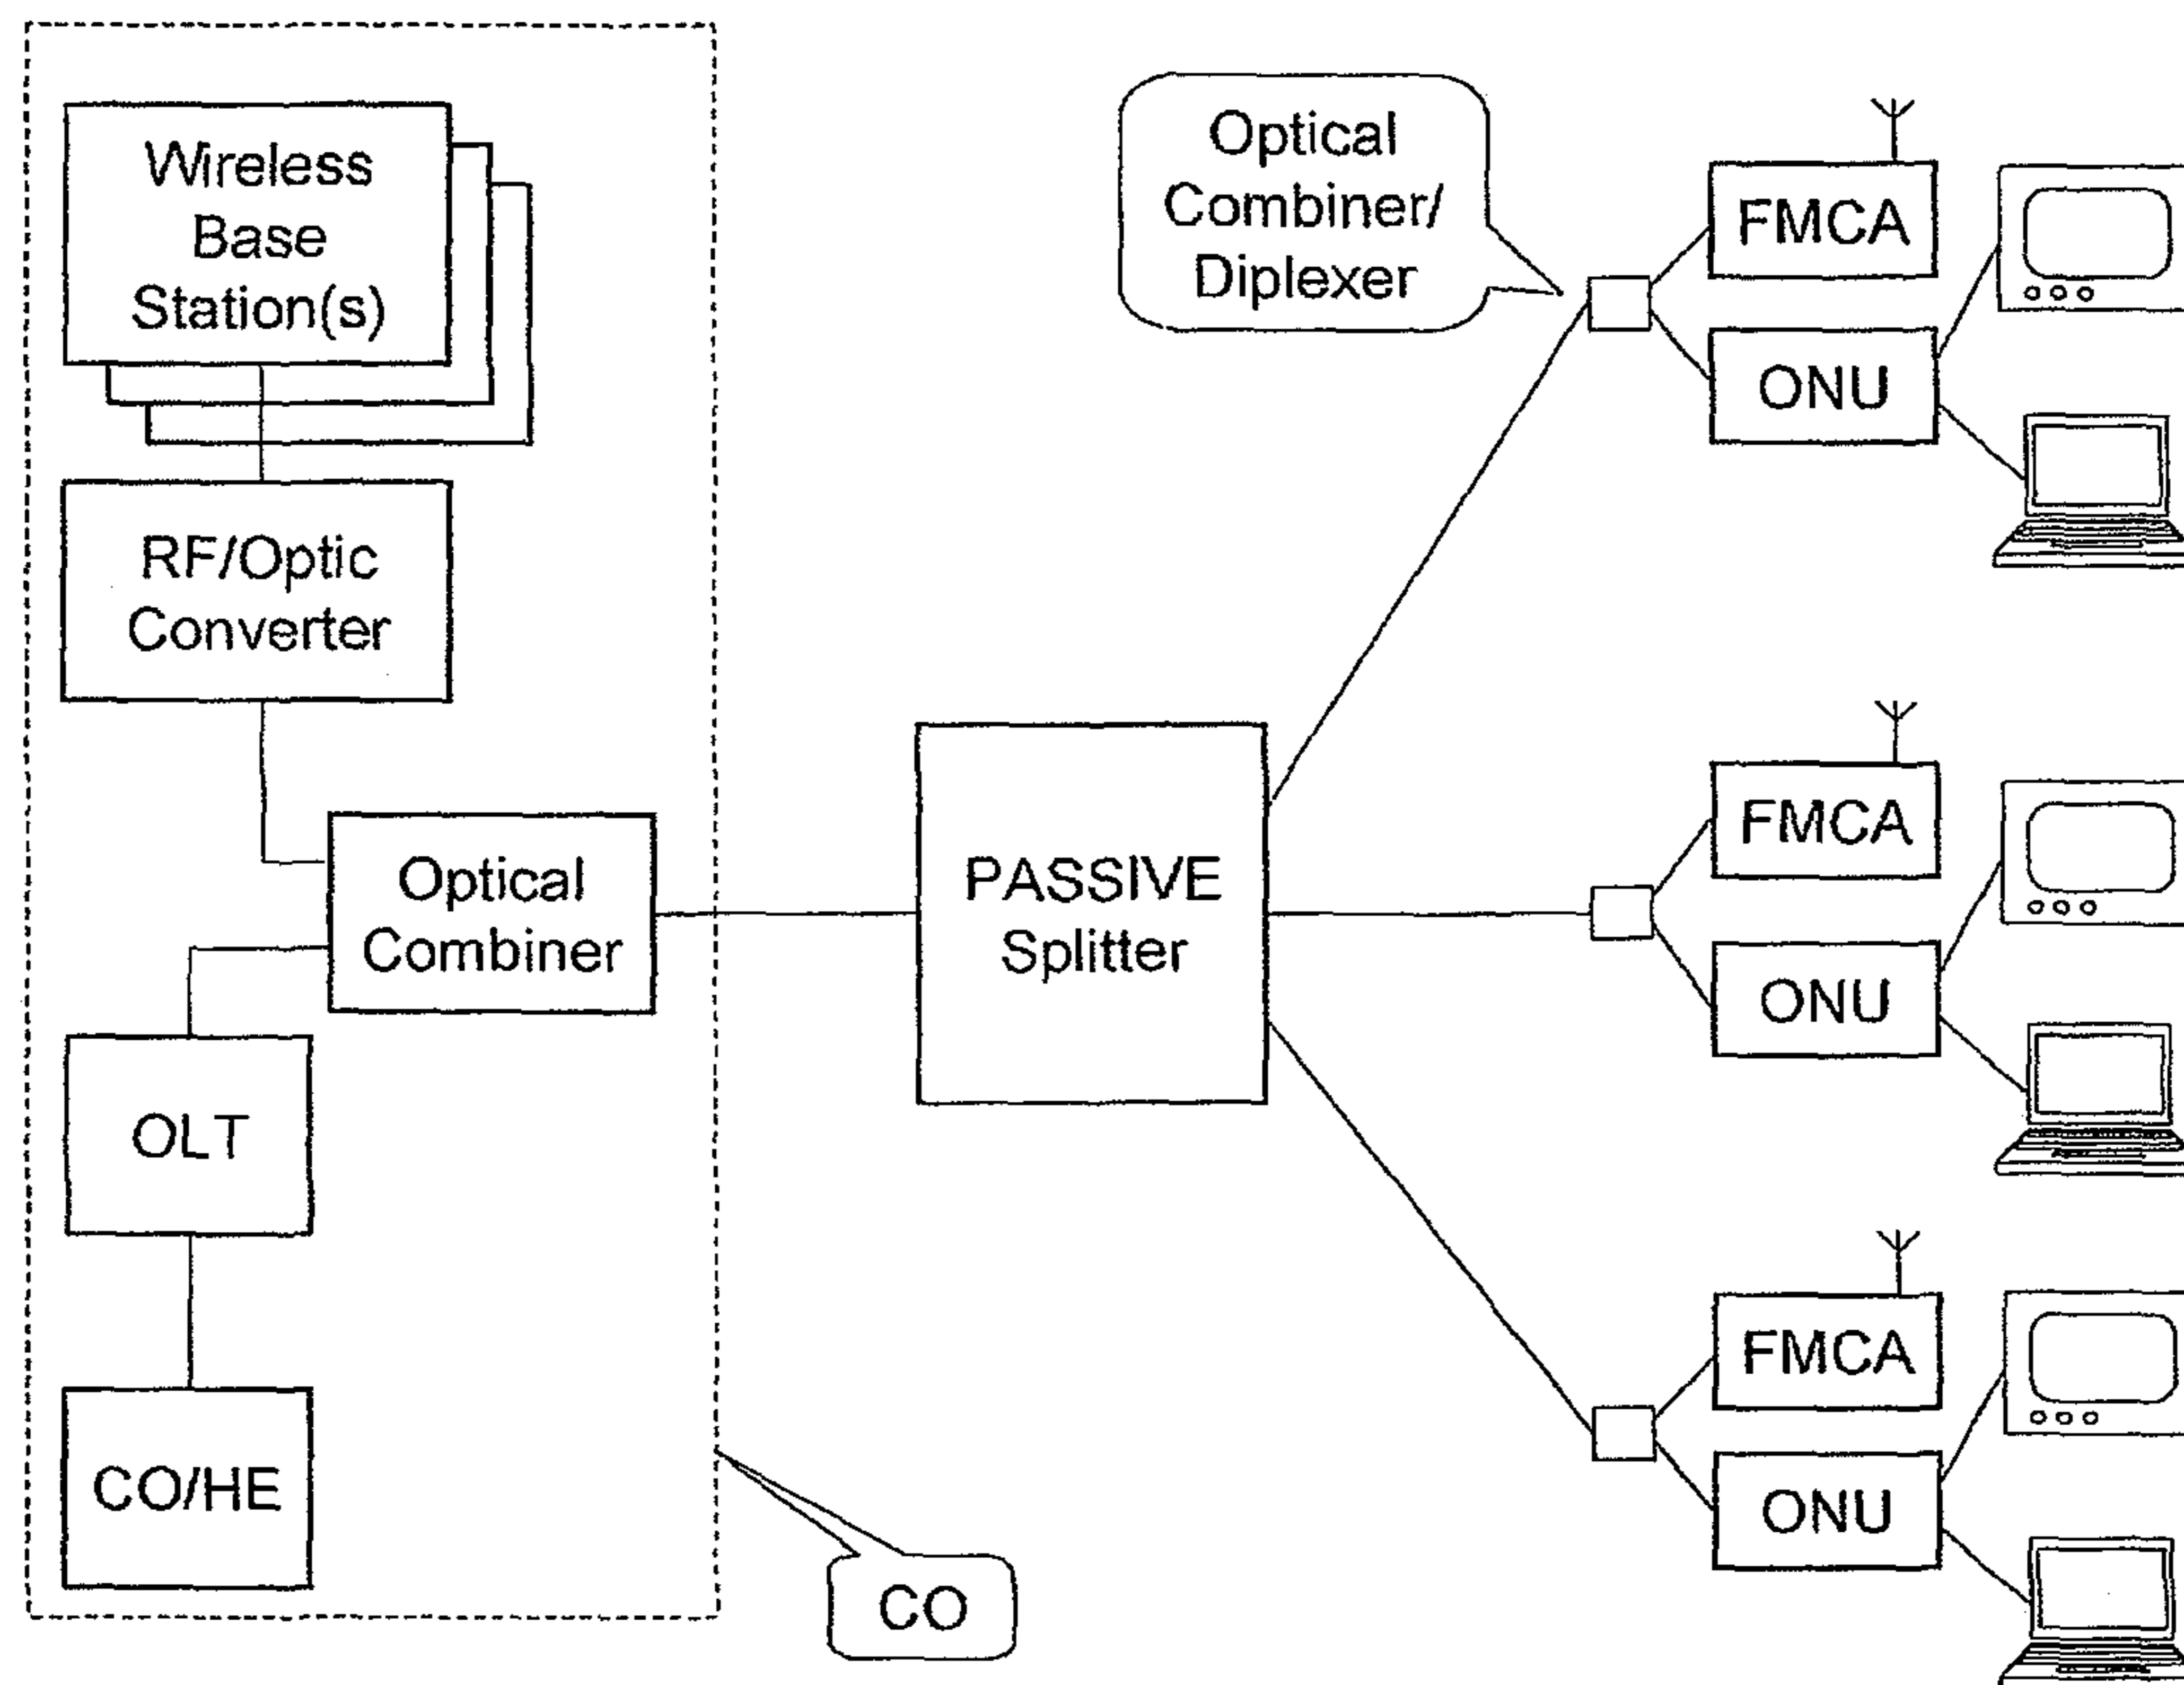 Wireless
Base
Station(s)
RF/Optic
Converter
Optical
Combiner
OLT
CO/HE
CO
PASSIVE
Splitter
Optical
Combiner/
Diplexer
FMCA
ONU
FMCA
ONU
FMCA
ONU